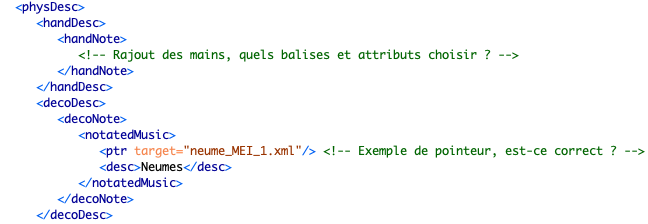 <physDesc>
<handDesc>
<handNote>
<!-- Rajout des mains, quels balises et attributs choisir ? -->
</handNote>
</handDesc>
<decoDesc>
<decoNote>
<notatedMusic>
<ptr target="neume_MEI_1.xml"/> <!-- Exemple de pointeur, est-ce correct ? -->
<desc>Neumes</desc>
</notatedMusic>
</decoNote>
</decoDesc>